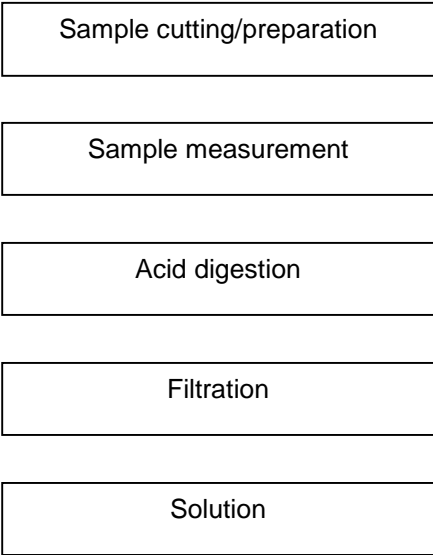 Sample cutting/preparation
Sample measurement
Acid digestion
Filtration
Solution